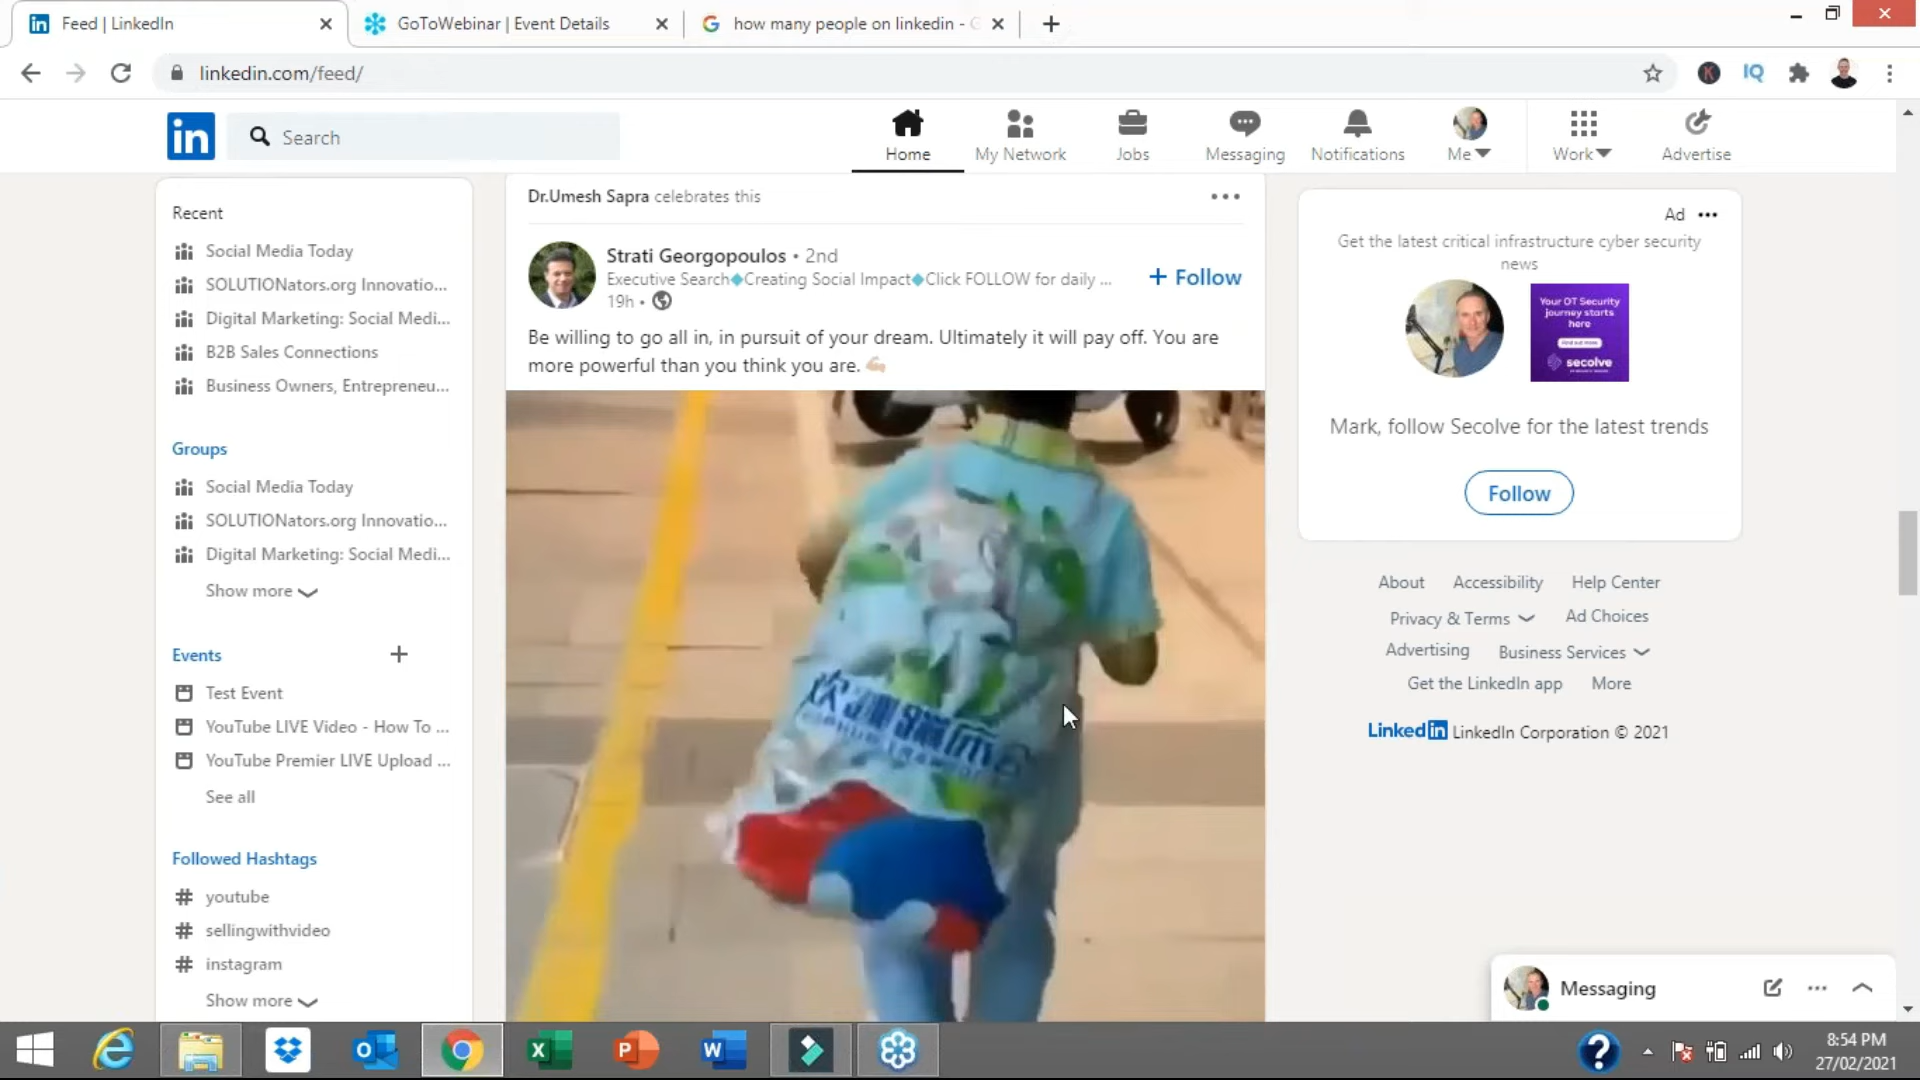 Feed | LinkedIn
GoToWebinar | Event Details
how many people on linkedin - G
linkedin.com/feed/
K
IQ
in
Search
Home
My Network
Jobs
Messaging
Notifications
Me
Work
Advertise
Recent
Social Media Today
SOLUTIONators.org Innovatio...
Digital Marketing: Social Medi...
B2B Sales Connections
Business Owners, Entrepreneu...
Groups
Social Media Today
SOLUTIONators.org Innovatio...
Digital Marketing: Social Medi...
Show more
Events
Test Event
YouTube LIVE Video - How To ...
YouTube Premier LIVE Upload ...
See all
Followed Hashtags
# youtube
# sellingwithvideo
# instagram
Show more
Dr.Umesh Sapra celebrates this
Strati Georgopoulos • 2nd
Executive Search◆Creating Social Impact◆Click FOLLOW for daily ...
19h •
+ Follow
Be willing to go all in, in pursuit of your dream. Ultimately it will pay off. You are
more powerful than you think you are. 💪🏼
Ad
Get the latest critical infrastructure cyber security
news
Your OT Security
journey starts
here
Find out more
secolve
Mark, follow Secolve for the latest trends
Follow
About Accessibility Help Center
Privacy & Terms Ad Choices
Advertising Business Services
Get the LinkedIn app More
LinkedIn LinkedIn Corporation © 2021
Messaging
8:54 PM
27/02/2021